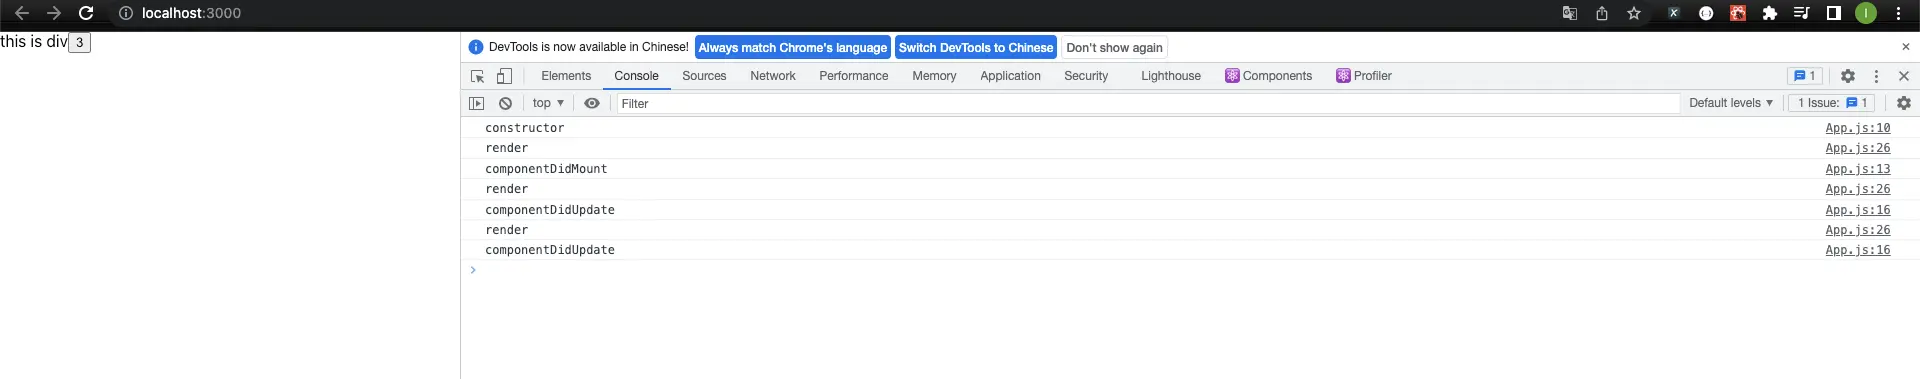 localhost:3000
this is div 3
DevTools is now available in Chinese! Always match Chrome's language Switch DevTools to Chinese Don't show again
Elements Console Sources Network Performance Memory Application Security Lighthouse Components Profiler 1
top Filter Default levels 1 Issue: 1
constructor App.js:10
render App.js:26
componentDidMount App.js:13
render App.js:26
componentDidUpdate App.js:16
render App.js:26
componentDidUpdate App.js:16